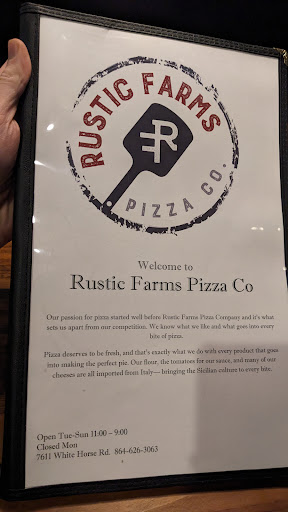 RUSTIC FARMS
RF
PIZZA CO.
Welcome to
Rustic Farms Pizza Co
Our passion for pizza started well before Rustic Farms Pizza Company and it's what
sets us apart from our competition. We know what we like and what goes into every
bite of pizza.
Pizza deserves to be fresh, and that's exactly what we do with every product that goes
into making the perfect pie. Our flour, the tomatoes for our sauce, and many of our
cheeses are all imported from Italy— bringing the Sicilian culture to every bite.
Open Tue-Sun 11:00 – 9:00
Closed Mon
7611 White Horse Rd. 864-626-3063